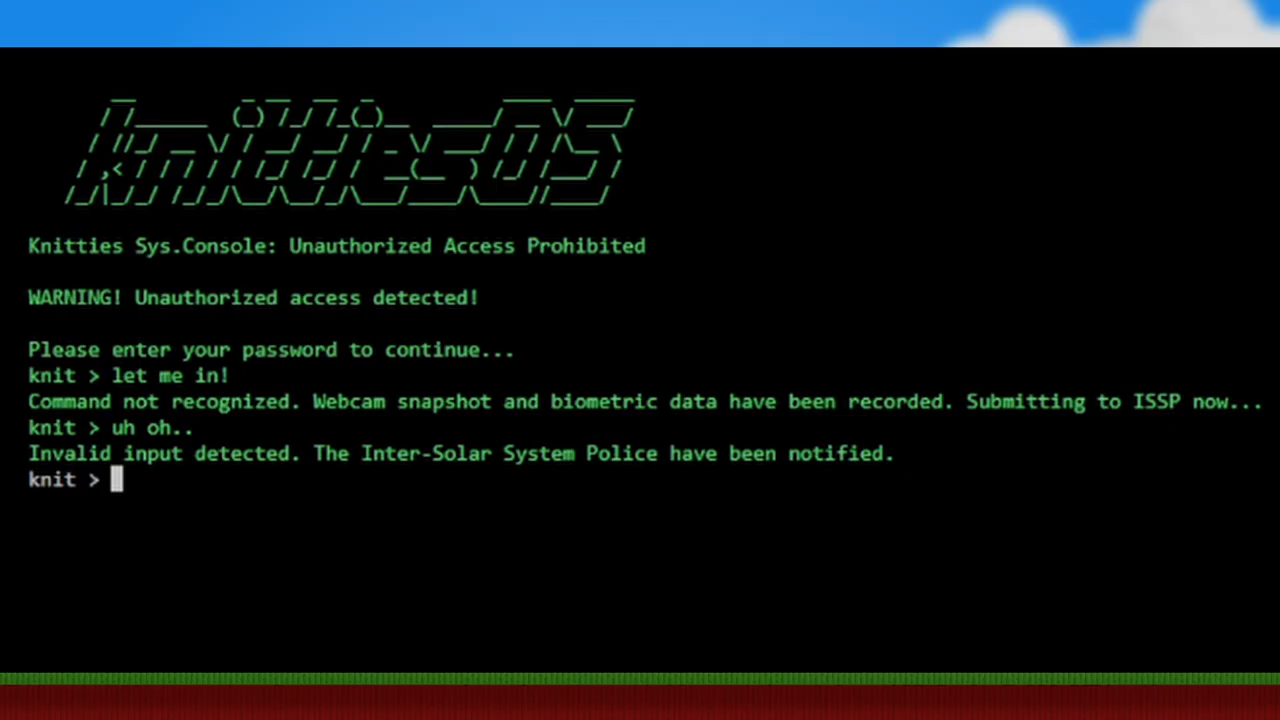 knittiesOS
Knitties Sys.Console: Unauthorized Access Prohibited
WARNING! Unauthorized access detected!
Please enter your password to continue...
knit > let me in!
Command not recognized. Webcam snapshot and biometric data have been recorded. Submitting to ISSP now...
knit > uh oh..
Invalid input detected. The Inter-Solar System Police have been notified.
knit >